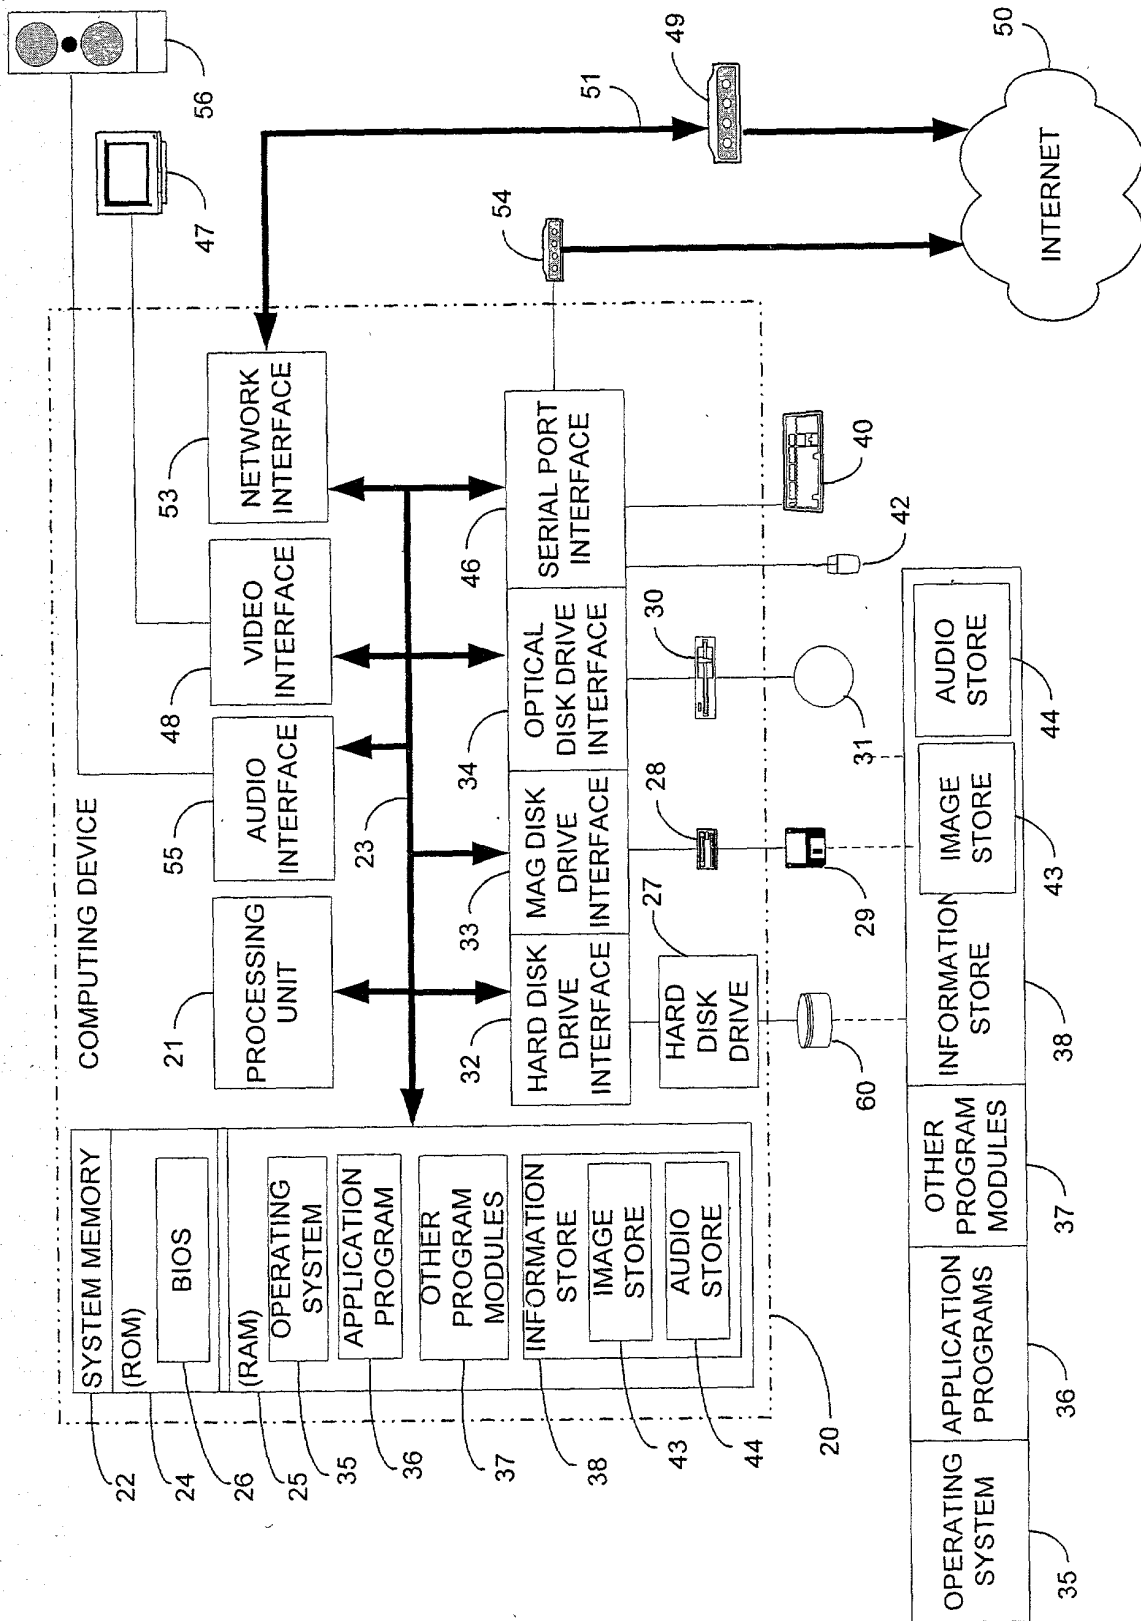 56
47
49
51
54
50
INTERNET
COMPUTING DEVICE
21
PROCESSING
UNIT
55
AUDIO
INTERFACE
48
VIDEO
INTERFACE
53
NETWORK
INTERFACE
23
SYSTEM MEMORY
(ROM)
BIOS
(RAM)
OPERATING
SYSTEM
APPLICATION
PROGRAM
OTHER
PROGRAM
MODULES
INFORMATION
STORE
IMAGE
STORE
AUDIO
STORE
22
24
26
25
35
36
37
38
43
44
20
32
HARD DISK
DRIVE
INTERFACE
33
MAG DISK
DRIVE
INTERFACE
34
OPTICAL
DISK DRIVE
INTERFACE
46
SERIAL PORT
INTERFACE
27
HARD
DISK
DRIVE
28
30
60
29
31
42
40
OPERATING
SYSTEM
APPLICATION
PROGRAMS
OTHER
PROGRAM
MODULES
INFORMATION
STORE
IMAGE
STORE
AUDIO
STORE
35
36
37
38
43
44